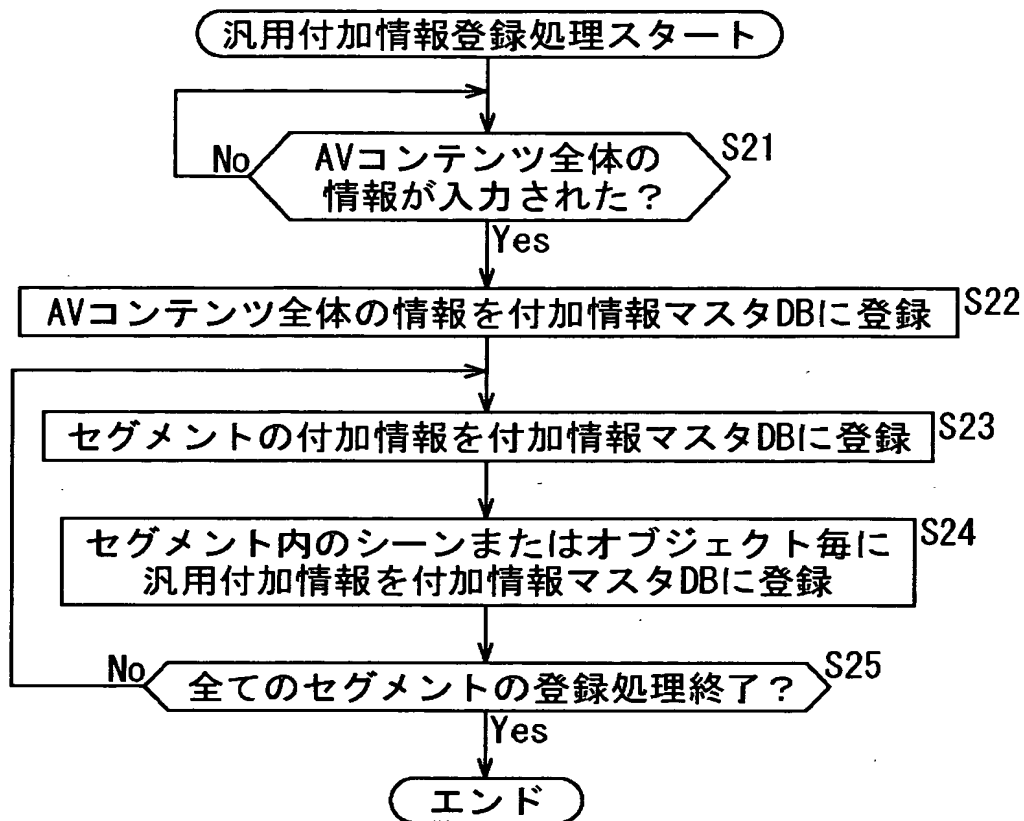 汎用付加情報登録処理スタート
AVコンテンツ全体の
情報が入力された？
S21
No
Yes
AVコンテンツ全体の情報を付加情報マスタDBに登録
S22
セグメントの付加情報を付加情報マスタDBに登録
S23
セグメント内のシーンまたはオブジェクト毎に
汎用付加情報を付加情報マスタDBに登録
S24
全てのセグメントの登録処理終了？
S25
No
Yes
エンド